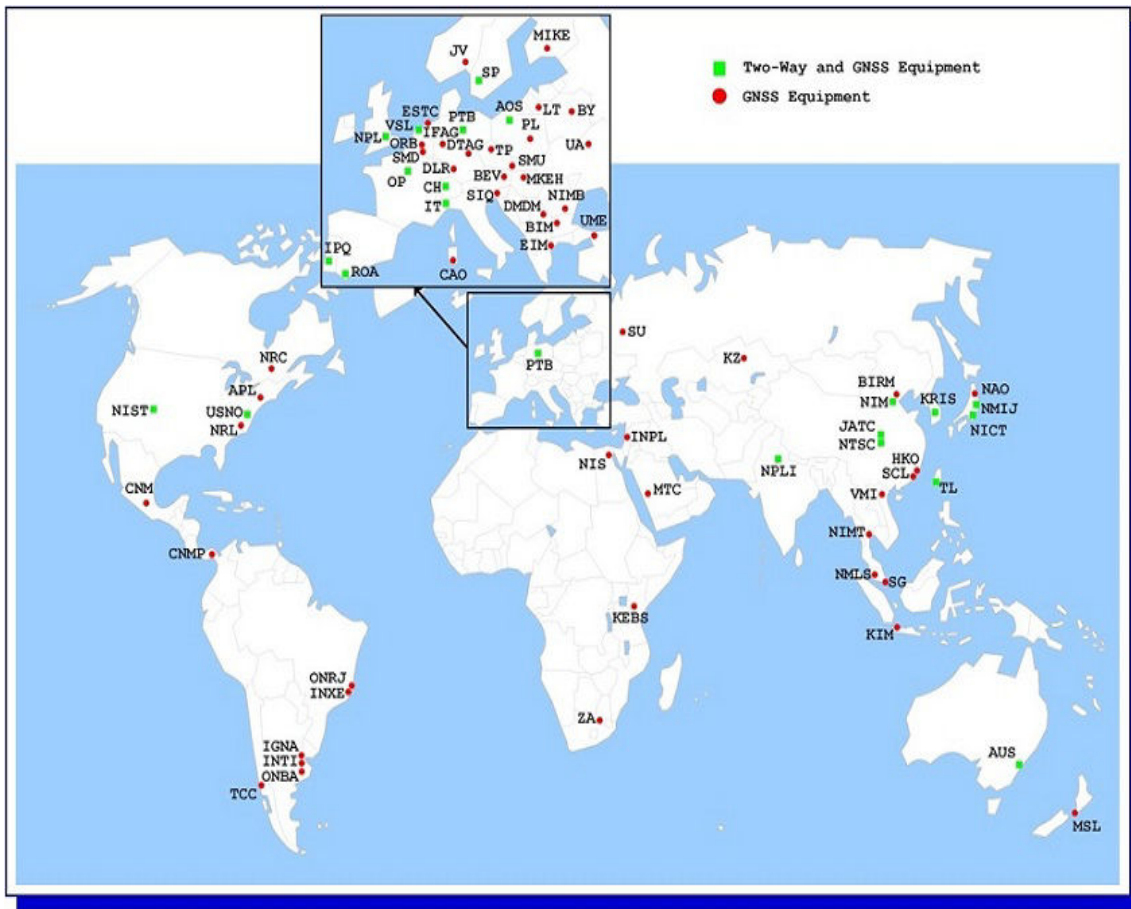 MIKE
JV
SP
Two-Way and GNSS Equipment
GNSS Equipment
ESTC
PTB
AOS
LT
BY
VSL
IFAG
PL
NPL
ORB
DTAG
TP
UA
SMD
SMU
OP
DLR
BEV
MKEH
CH
SIQ
NIMB
IT
DMDM
UME
BIM
IPQ
EIM
ROA
CAO
SU
NRC
PTB
KZ
APL
BIRM
NAO
NIST
USNO
NIM
KRIS
NMIJ
NRL
JATC
NICT
INPL
NTSC
NIS
NPLI
HKO
SCL
CNM
MTC
VMI
TL
CNMP
NIMT
NMLS
SG
KEBS
KIM
ONRJ
INXE
ZA
IGNA
INTI
AUS
ONBA
TCC
MSL